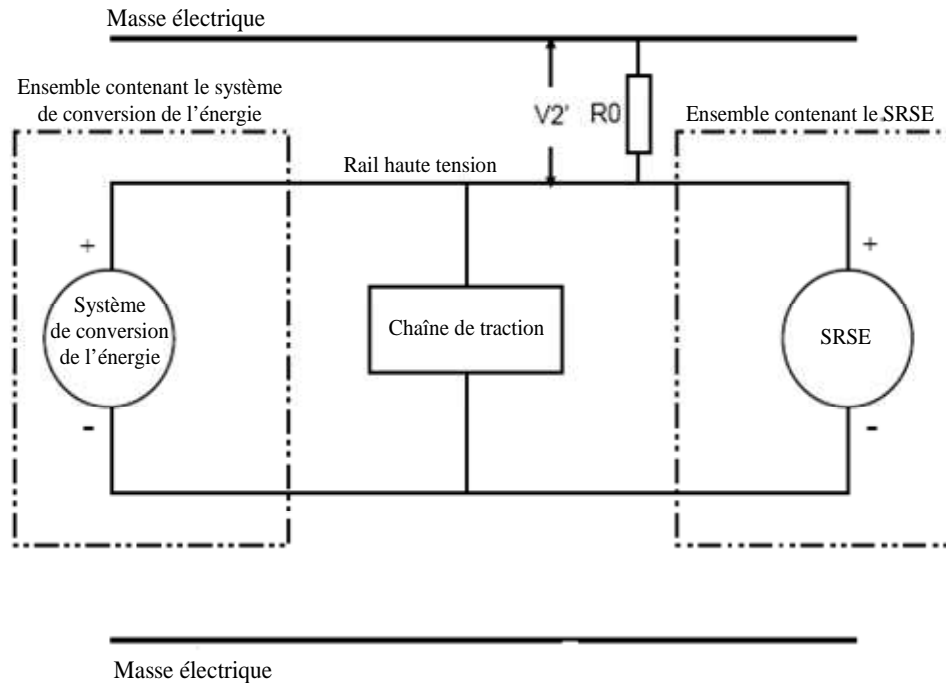 Masse électrique
Ensemble contenant le système
de conversion de l'énergie
V2'
R0
Ensemble contenant le SRSE
Rail haute tension
+
+
Système
de conversion
de l'énergie
Chaîne de traction
SRSE
-
-
Masse électrique